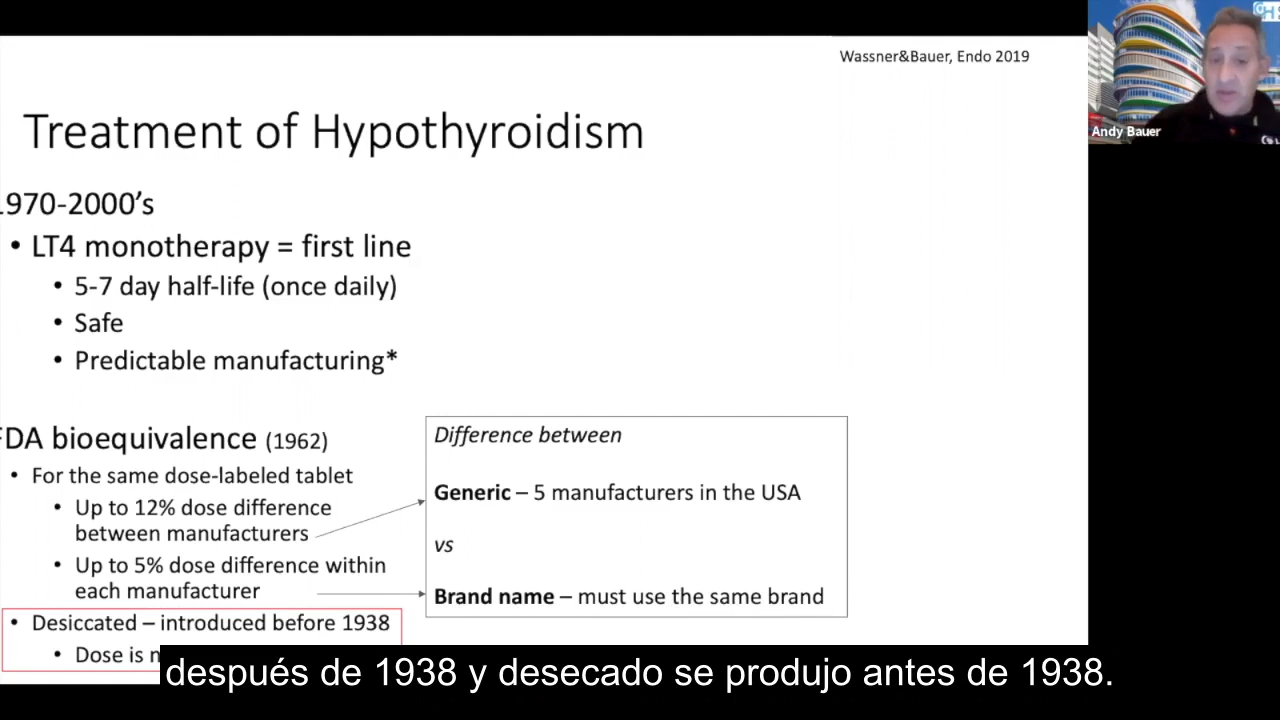 Wassner&Bauer, Endo 2019
Treatment of Hypothyroidism
Andy Bauer
1970-2000's
• LT4 monotherapy = first line
• 5-7 day half-life (once daily)
• Safe
• Predictable manufacturing*
FDA bioequivalence (1962)
• For the same dose-labeled tablet
• Up to 12% dose difference
between manufacturers
• Up to 5% dose difference within
each manufacturer
• Desiccated – introduced before 1938
• Dose is
Difference between
Generic – 5 manufacturers in the USA
vs
Brand name – must use the same brand
después de 1938 y desecado se produjo antes de 1938.